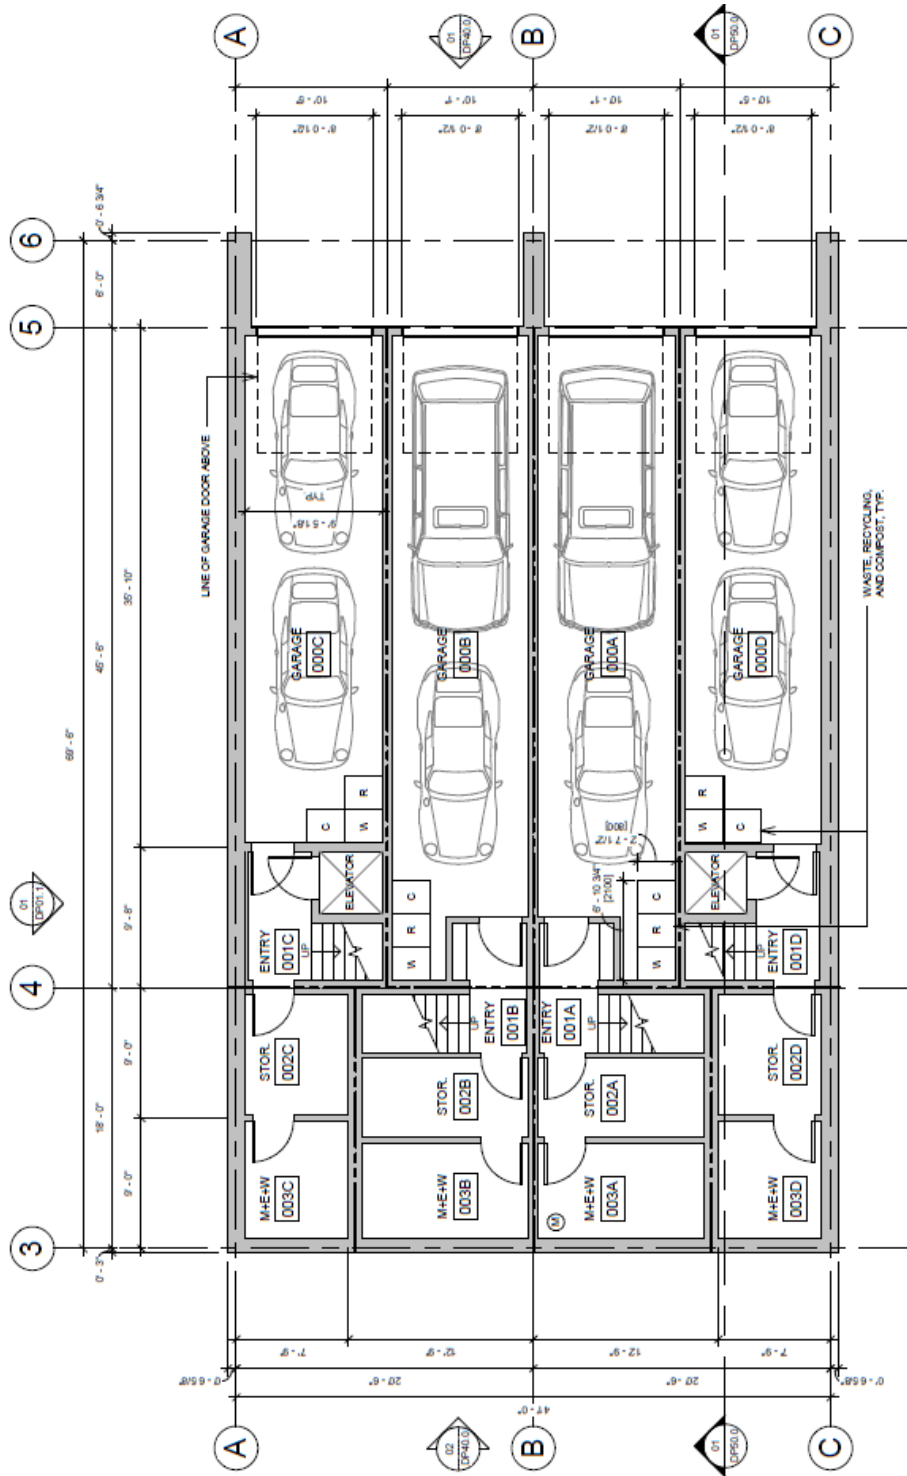 A
01
DP40.0
B
01
DP50.0
C
10' - 1"
10' - 1"
8' - 0 1/2"
8' - 0 1/2"
8' - 0 1/2"
8' - 0 1/2"
0' - 6 3/4"
6
6' - 0"
5
LINE OF GARAGE DOOR ABOVE
TYP.
9' - 5 1/8"
35' - 10"
45' - 6"
69' - 6"
GARAGE
000C
GARAGE
000B
GARAGE
000A
GARAGE
000D
WASTE, RECYCLING,
AND COMPOST, TYP.
C
R
W
R
W
C
2' - 7 1/2"
[800]
6' - 10 3/4"
[2100]
ELEVATOR
ELEVATOR
C
R
W
C
R
W
01
DP01.1
9' - 8"
4
ENTRY
001C
UP
ENTRY
001B
UP
ENTRY
001A
UP
ENTRY
001D
UP
9' - 0"
18' - 0"
9' - 0"
STOR.
002C
STOR.
002B
STOR.
002A
STOR.
002D
M+E+W
003C
M+E+W
003B
M+E+W
003A
M
M+E+W
003D
3
0' - 3"
7' - 9"
12' - 9"
12' - 9"
7' - 9"
0' - 6 5/8"
20' - 6"
20' - 6"
0' - 6 5/8"
41' - 0"
A
02
DP40.0
B
01
DP50.0
C